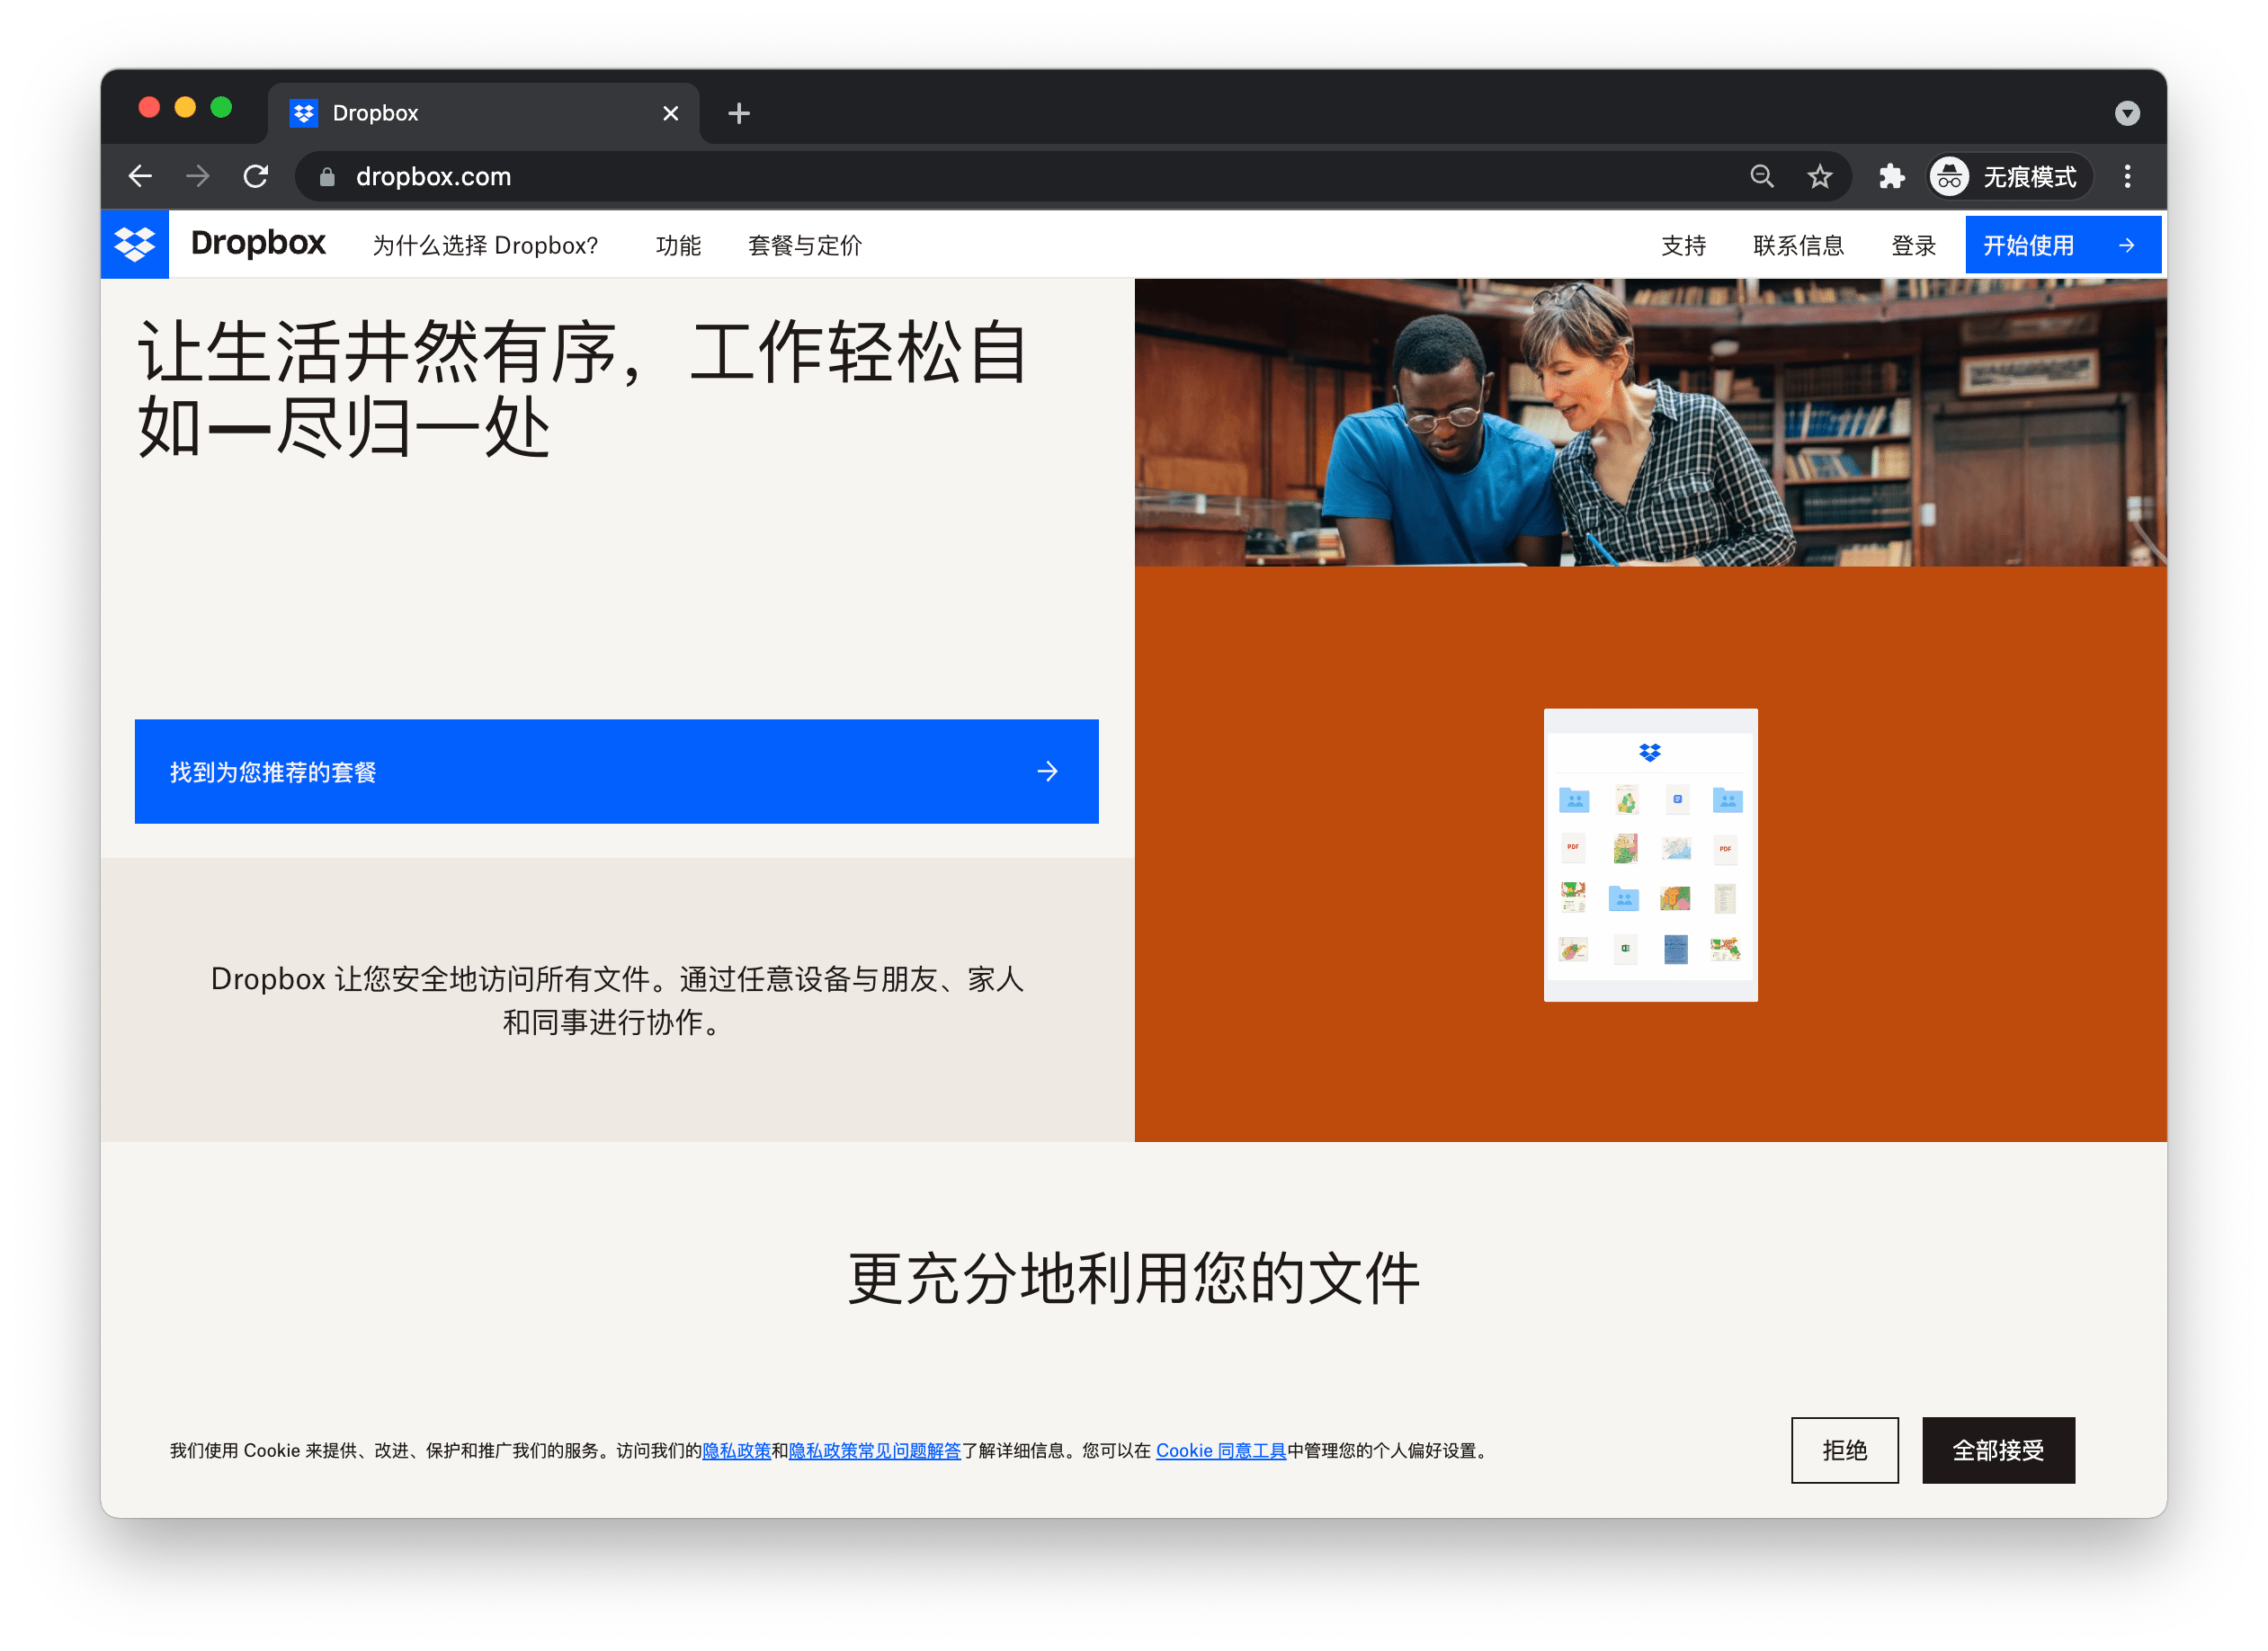 Dropbox
dropbox.com
无痕模式
Dropbox
为什么选择 Dropbox?
功能
套餐与定价
支持
联系信息
登录
开始使用
让生活井然有序，工作轻松自
如—尽归一处
找到为您推荐的套餐
PDF
PDF
Dropbox 让您安全地访问所有文件。通过任意设备与朋友、家人
和同事进行协作。
更充分地利用您的文件
我们使用 Cookie 来提供、改进、保护和推广我们的服务。访问我们的隐私政策和隐私政策常见问题解答了解详细信息。您可以在 Cookie 同意工具中管理您的个人偏好设置。
拒绝
全部接受